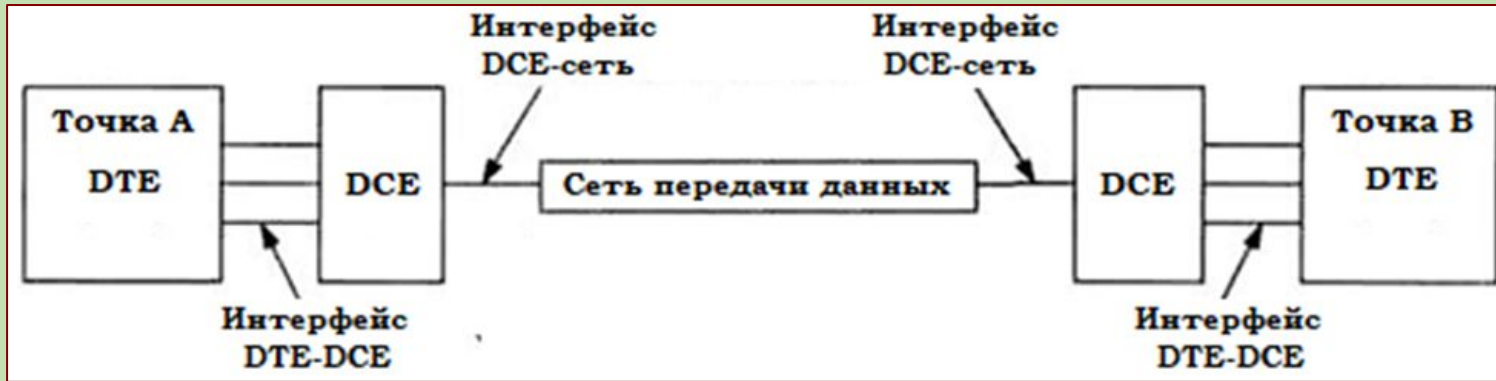 Интерфейс
DCE-сеть
Интерфейс
DCE-сеть
Точка А
DTE
DCE
Сеть передачи данных
DCE
Точка В
DTE
Интерфейс
DTE-DCE
Интерфейс
DTE-DCE